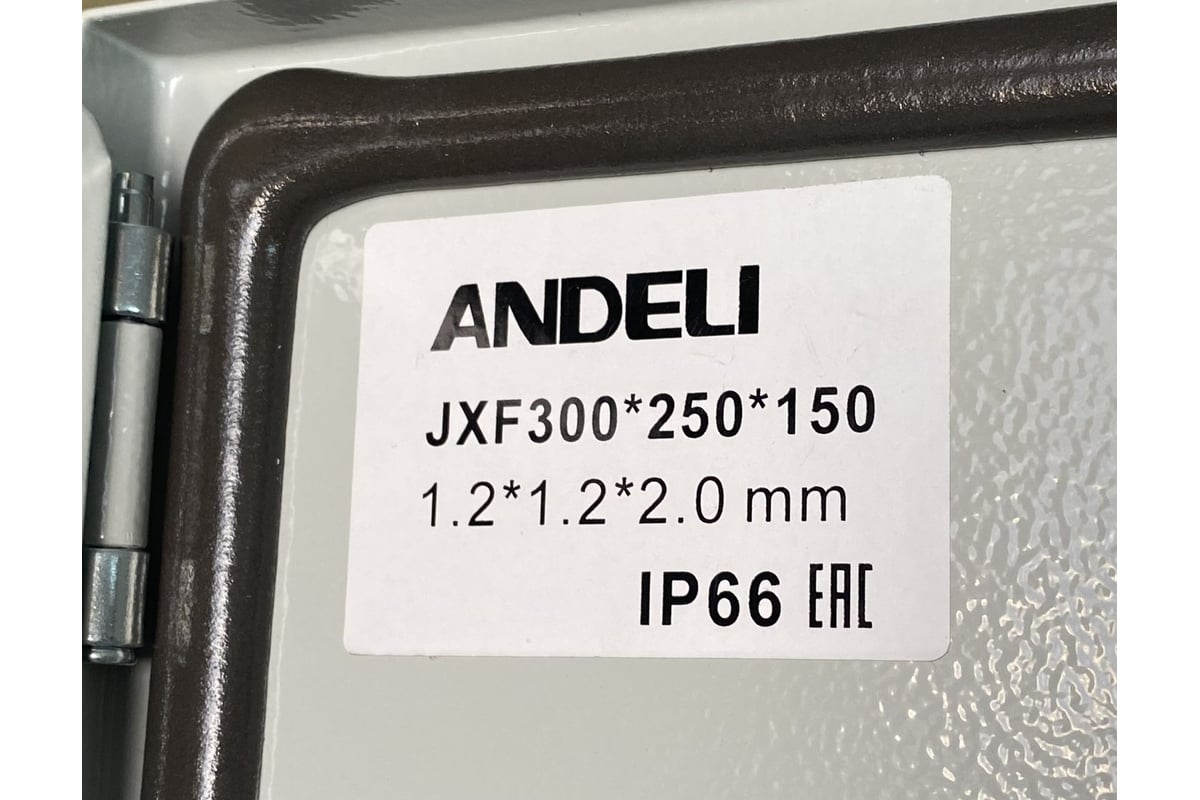 ANDELI
JXF300*250*150
1.2*1.2*2.0 mm
IP66 EAC